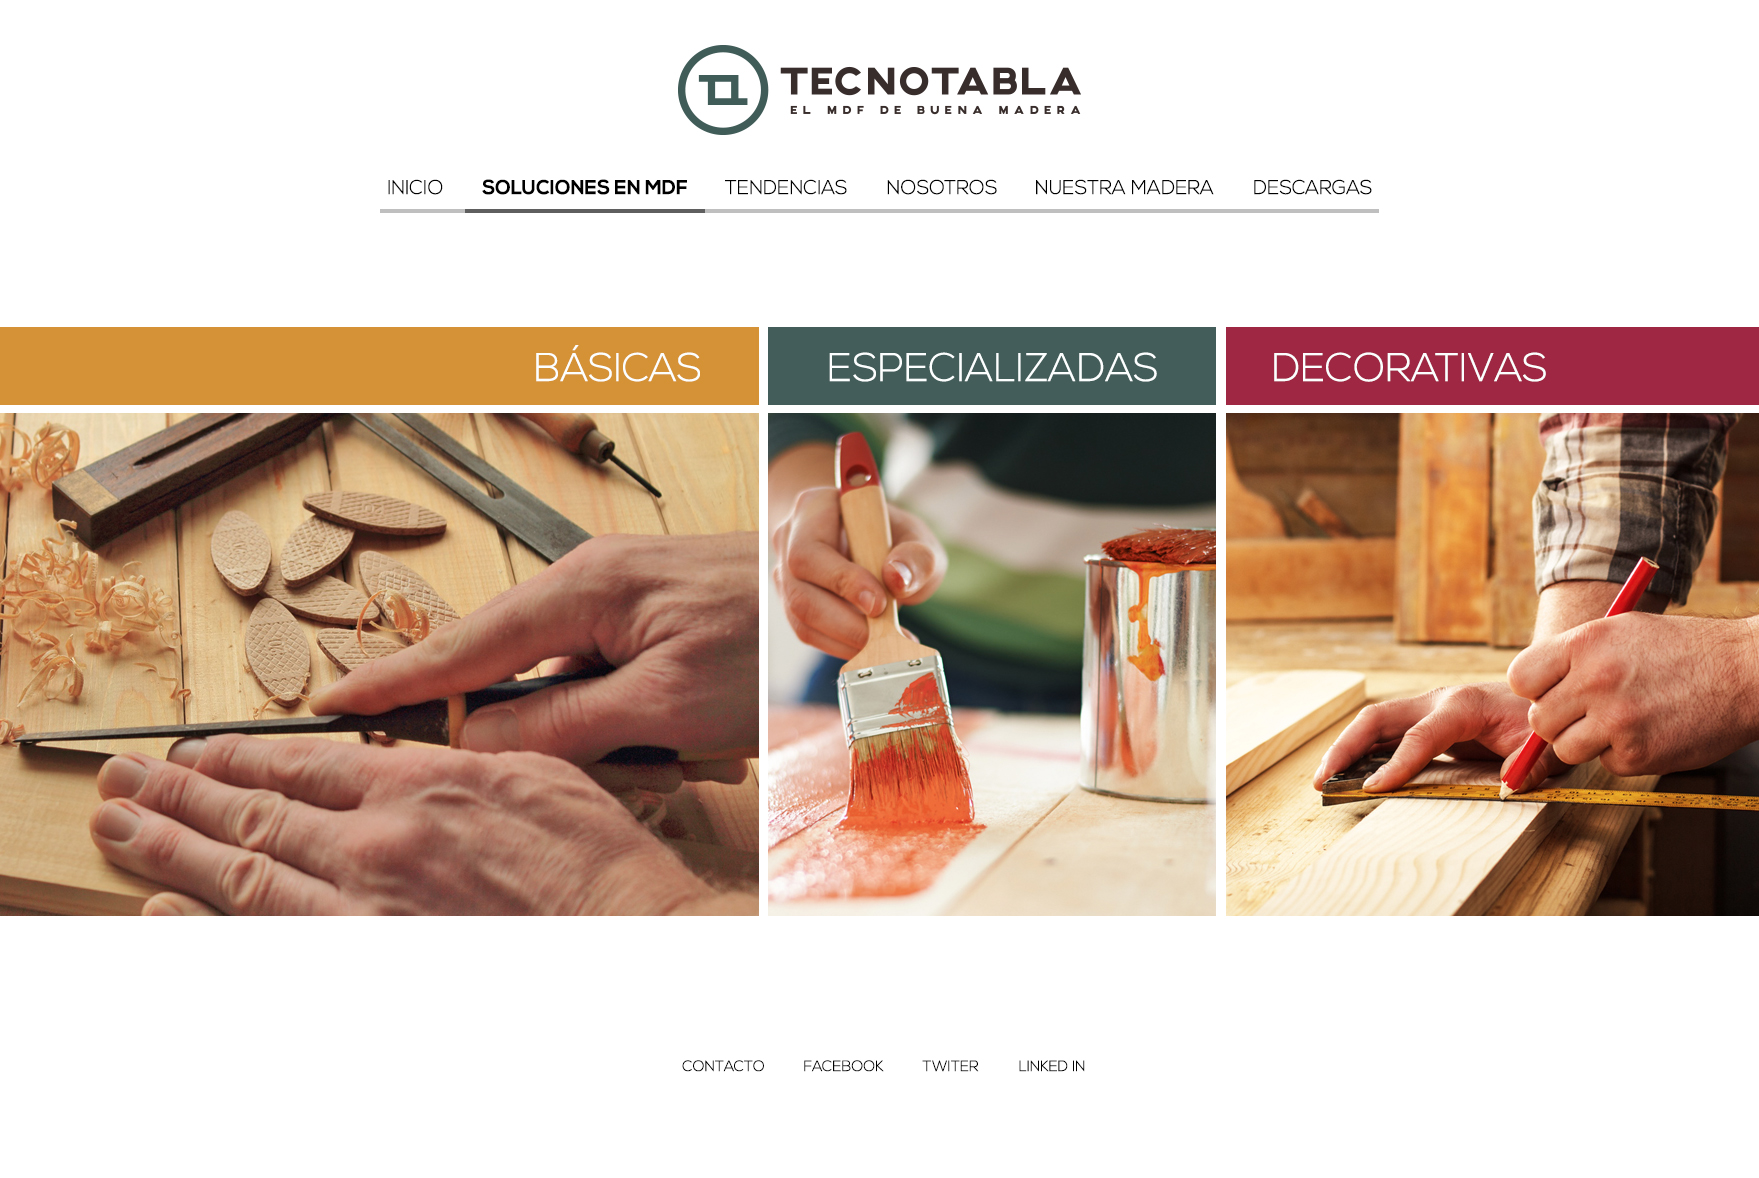 TECNOTABLA
EL MDF DE BUENA MADERA
INICIO SOLUCIONES EN MDF TENDENCIAS NOSOTROS NUESTRA MADERA DESCARGAS
BÁSICAS
ESPECIALIZADAS
DECORATIVAS
CONTACTO FACEBOOK TWITER LINKED IN